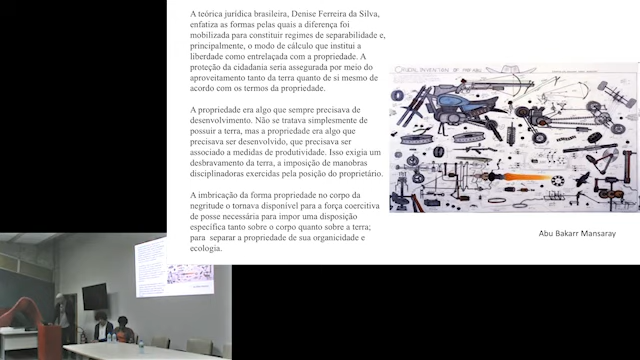 A teórica jurídica brasileira, Denise Ferreira da Silva,
enfatiza as formas pelas quais a diferença foi
mobilizada para constituir regimes de separabilidade e,
principalmente, o modo de cálculo que institui a
liberdade como entrelaçada com a propriedade. A
proteção da cidadania seria assegurada por meio do
aproveitamento tanto da terra quanto de si mesmo de
acordo com os termos da propriedade.
A propriedade era algo que sempre precisava de
desenvolvimento. Não se tratava simplesmente de
possuir a terra, mas a propriedade era algo que
precisava ser desenvolvido, que precisava ser
associado a medidas de produtividade. Isso exigia um
desbravamento da terra, a imposição de manobras
disciplinadoras exercidas pela posição do proprietário.
A imbricação da forma propriedade no corpo da
negritude o tornava disponível para a força coercitiva
de posse necessária para impor uma disposição
específica tanto sobre o corpo quanto sobre a terra;
para separar a propriedade de sua organicidade e
ecologia.
Abu Bakarr Mansaray